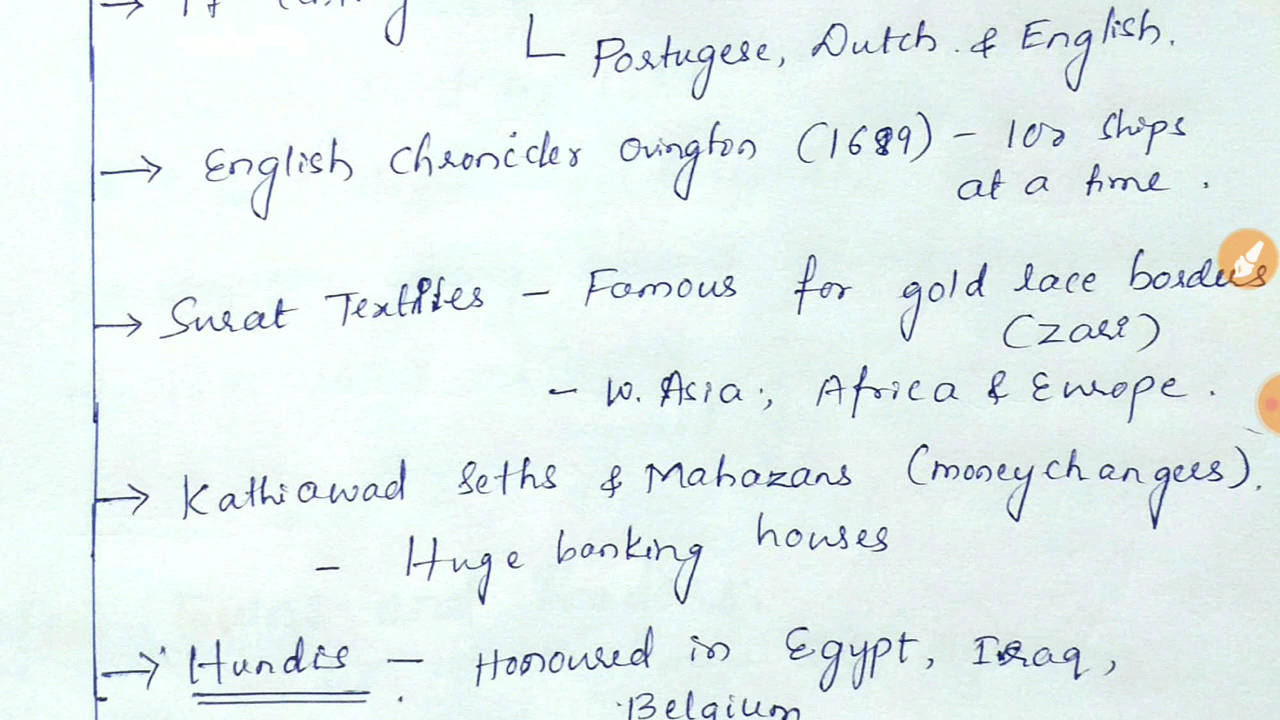 └ Portugese, Dutch. & English.
→ English chronicler ovington (1689) – 100 ships
at a time.
→ Surat Textiles – Famous for gold lace borders
(zari)
– W. Asia, Africa & Europe.
→ Kathiawad seths & Mahazans (moneychangers).
– Huge banking houses
→ Hundis – Honoured in Egypt, Iraq,
Belgium